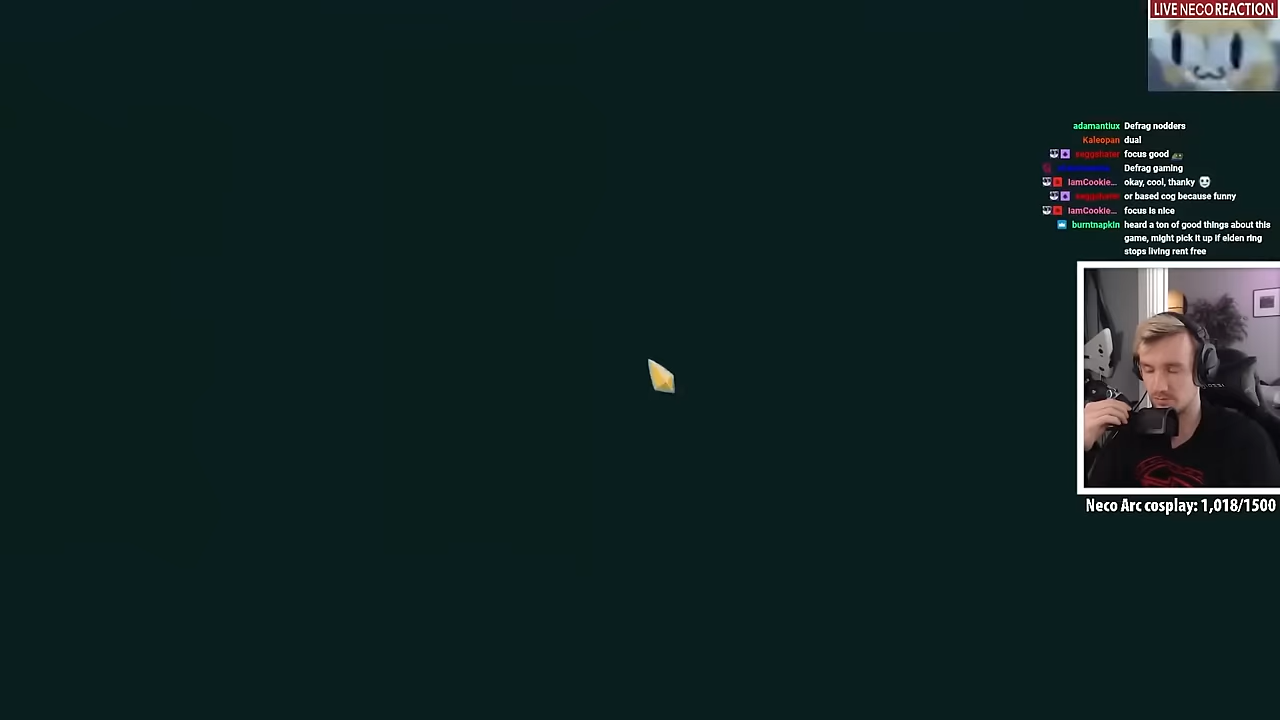 LIVE NECO REACTION
adamantiux Defrag nodders
Kaleopan dual
eeggshater focus good
Defrag gaming
IamCookie... okay, cool, thanky
eeggshater or based cog because funny
IamCookie... focus is nice
burntnapkin heard a ton of good things about this
game, might pick it up if elden ring
stops living rent free
Neco Arc cosplay: 1,018/1500